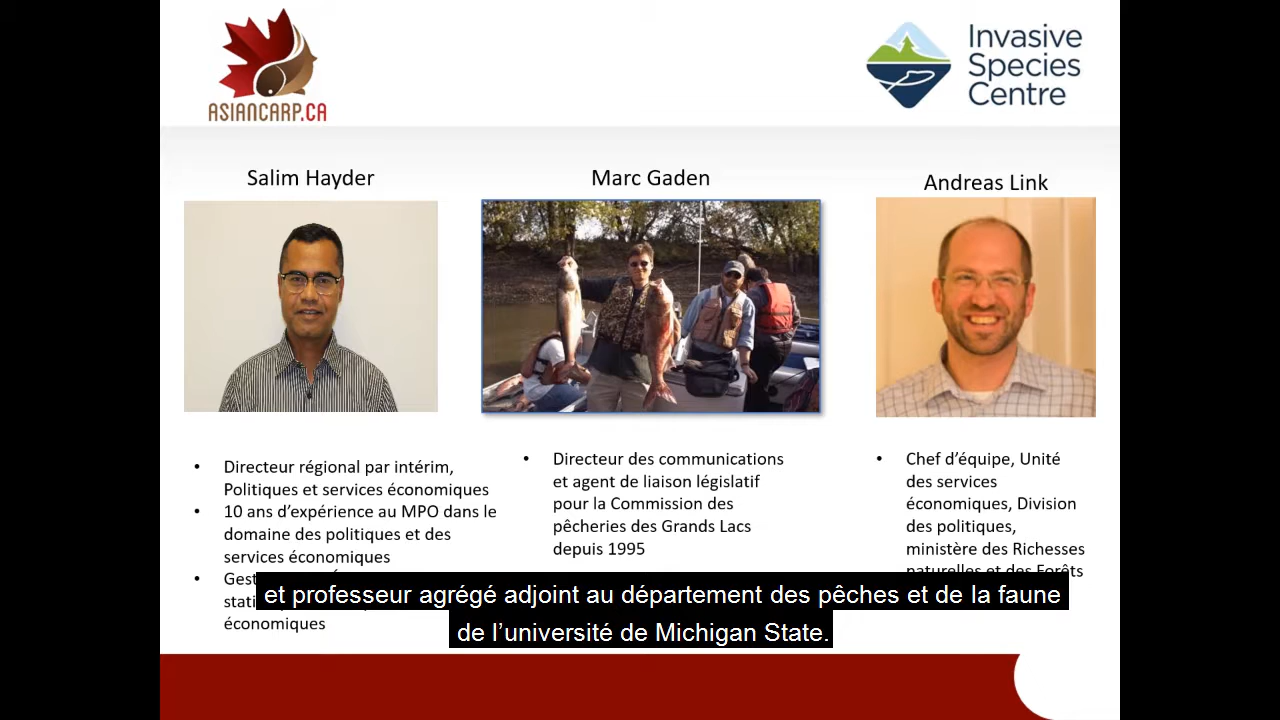 ASIANCARP.CA
Invasive
Species
Centre
Salim Hayder
Marc Gaden
Andreas Link
• Directeur régional par intérim,
Politiques et services économiques
• 10 ans d’expérience au MPO dans le
domaine des politiques et des
services économiques
•
économiques
• Directeur des communications
et agent de liaison législatif
pour la Commission des
pêcheries des Grands Lacs
depuis 1995
• Chef d’équipe, Unité
des services
économiques, Division
des politiques,
ministère des Richesses
naturelles et des Forêts
et professeur agrégé adjoint au département des pêches et de la faune
de l’université de Michigan State.